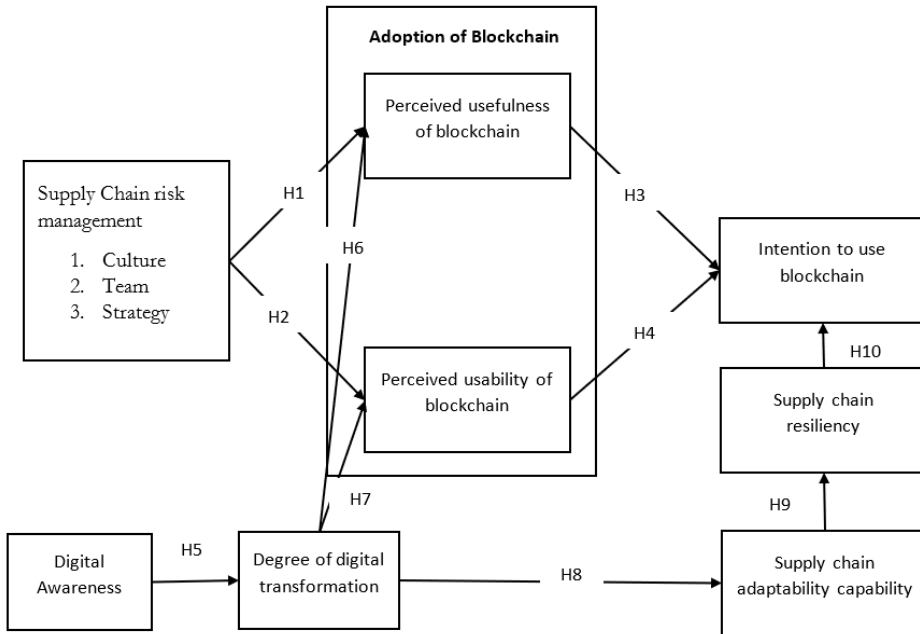 Adoption of Blockchain
Perceived usefulness
of blockchain
H1
H3
Supply Chain risk
management
1. Culture
2. Team
3. Strategy
H6
Intention to use
blockchain
H2
H4
H10
Perceived usability of
blockchain
Supply chain
resiliency
H7
H9
H5
Digital
Awareness
Degree of digital
transformation
H8
Supply chain
adaptability capability